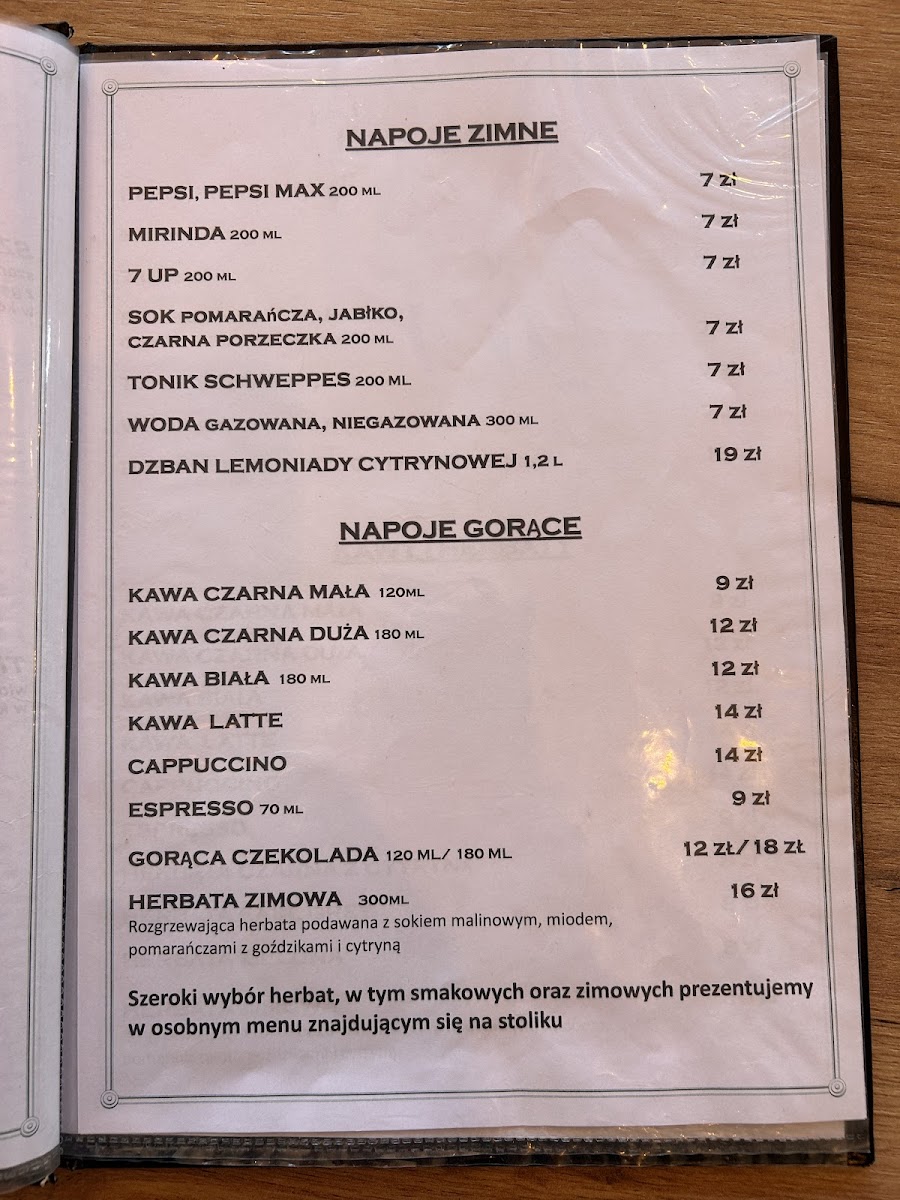 NAPOJE ZIMNE
PEPSI, PEPSI MAX 200 ML 7 zł
MIRINDA 200 ML 7 zł
7 UP 200 ML 7 zł
SOK POMARAńCZA, JABłKO,
CZARNA PORZECZKA 200 ML 7 zł
TONIK SCHWEPPES 200 ML 7 zł
WODA GAZOWANA, NIEGAZOWANA 300 ML 7 zł
DZBAN LEMONIADY CYTRYNOWEJ 1,2 L 19 zł
NAPOJE GORĄCE
KAWA CZARNA MAŁA 120ML 9 zł
KAWA CZARNA DUŻA 180 ML 12 zł
KAWA BIAŁA 180 ML 12 zł
KAWA LATTE 14 zł
CAPPUCCINO 14 zł
ESPRESSO 70 ML 9 zł
GORĄCA CZEKOLADA 120 ML/ 180 ML 12 ZŁ/ 18 ZŁ
HERBATA ZIMOWA 300ML 16 zł
Rozgrzewająca herbata podawana z sokiem malinowym, miodem,
pomarańczami z goździkami i cytryną
Szeroki wybór herbat, w tym smakowych oraz zimowych prezentujemy
w osobnym menu znajdującym się na stoliku